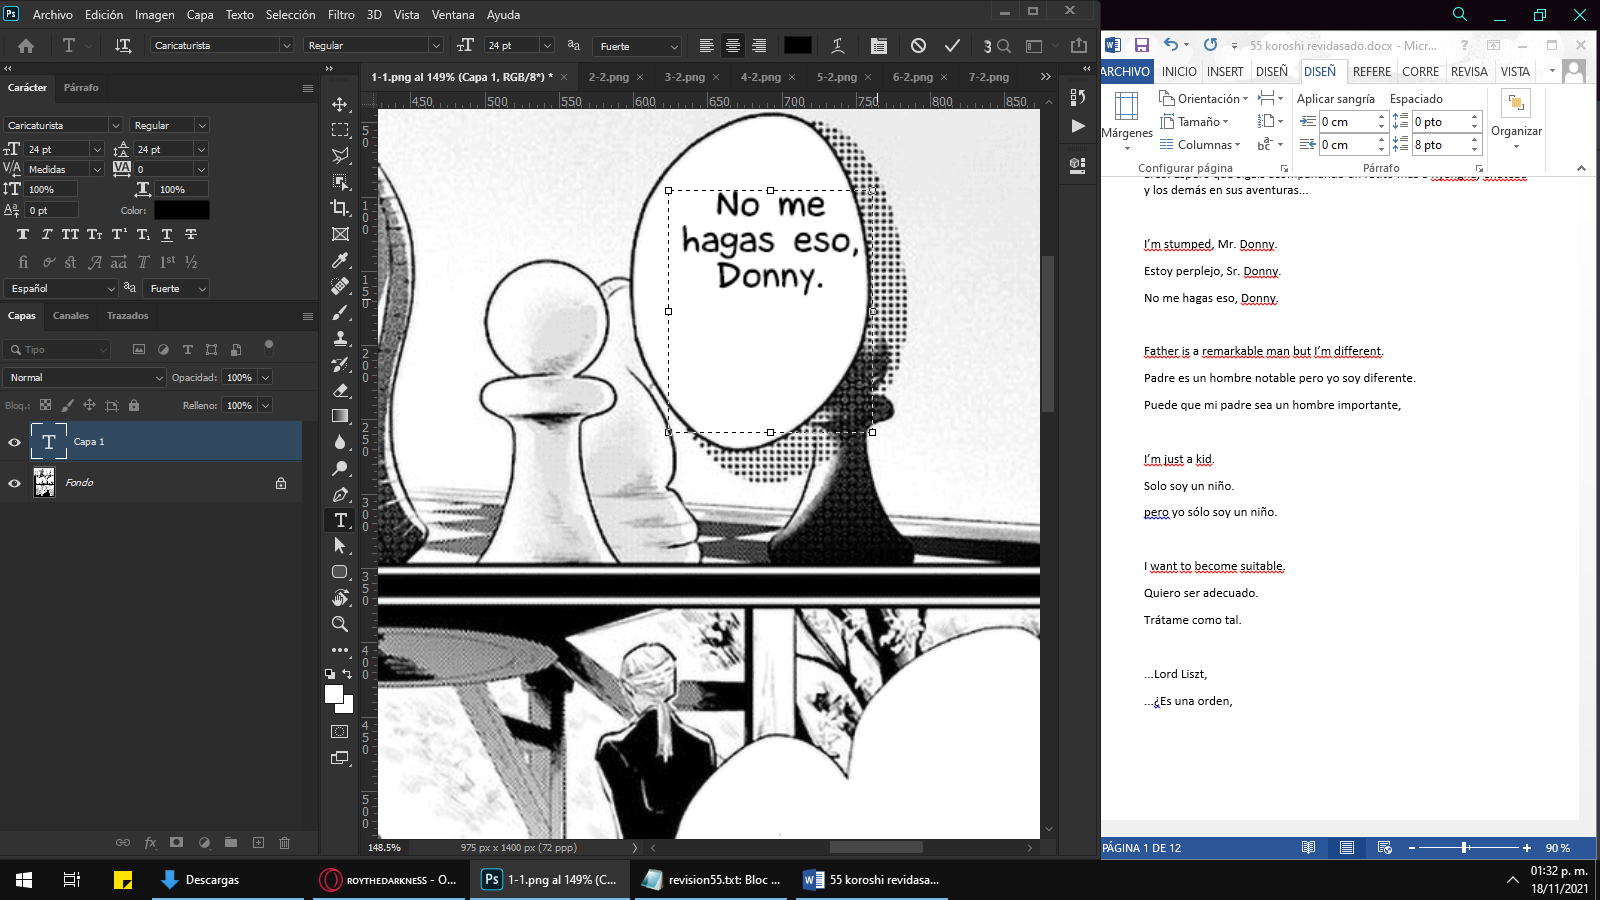 Archivo Edición Imagen Capa Texto Selección Filtro 3D Vista Ventana Ayuda
Caricaturista Regular 24 pt Fuerte
1-1.png al 149% (Capa 1, RGB/8*) * 2-2.png 3-2.png 4-2.png 5-2.png 6-2.png 7-2.png
Carácter Párrafo
Caricaturista Regular
24 pt 24 pt
Medidas 0
100% 100%
0 pt Color:
Español Fuerte
Capas Canales Trazados
Tipo
Normal Opacidad: 100%
Bloq.: Relleno: 100%
Capa 1
Fondo
450 500 550 600 650 700 750 800 850
No me
hagas eso,
Donny.
148.5% 975 px x 1400 px (72 ppp)
55 koroshi revidasado.docx - Micr...
ARCHIVO INICIO INSERT DISEÑ DISEÑ REFERE CORRE REVISA VISTA
Márgenes
Orientación
Tamaño
Columnas
Configurar página
Aplicar sangría Espaciado
0 cm 0 pto
0 cm 8 pto
Párrafo
Organizar
y los demás en sus aventuras...
I'm stumped, Mr. Donny.
Estoy perplejo, Sr. Donny.
No me hagas eso, Donny.
Father is a remarkable man but I'm different.
Padre es un hombre notable pero yo soy diferente.
Puede que mi padre sea un hombre importante,
I'm just a kid.
Solo soy un niño.
pero yo sólo soy un niño.
I want to become suitable.
Quiero ser adecuado.
Trátame como tal.
...Lord Liszt,
...¿Es una orden,
PÁGINA 1 DE 12 90 %
Descargas
ROYTHEDARKNESS - O...
1-1.png al 149% (C...
revision55.txt: Bloc ...
55 koroshi revidasa...
01:32 p. m.
18/11/2021